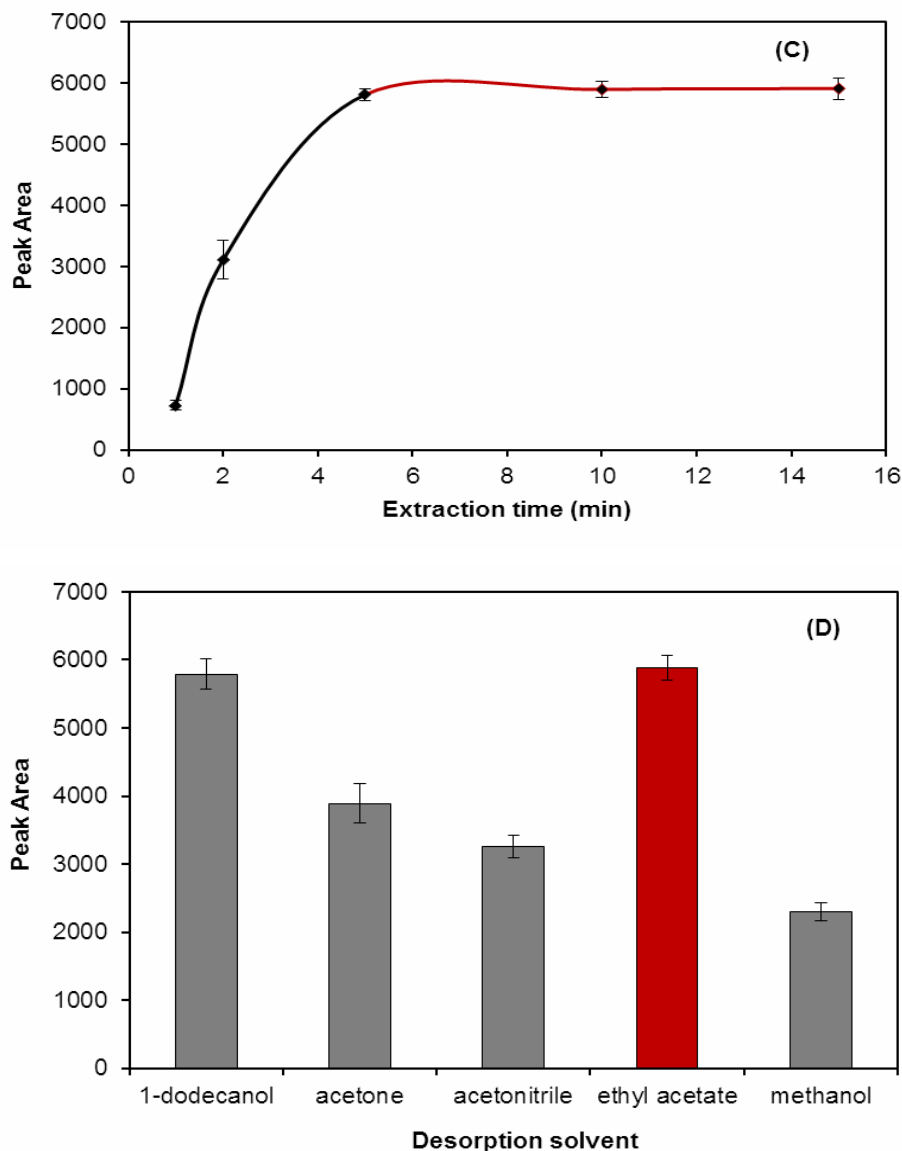 7000
(C)
6000
5000
4000
3000
2000
1000
0
Peak Area
0 2 4 6 8 10 12 14 16
Extraction time (min)
7000
(D)
6000
5000
4000
3000
2000
1000
0
Peak Area
1-dodecanol acetone acetonitrile ethyl acetate methanol
Desorption solvent